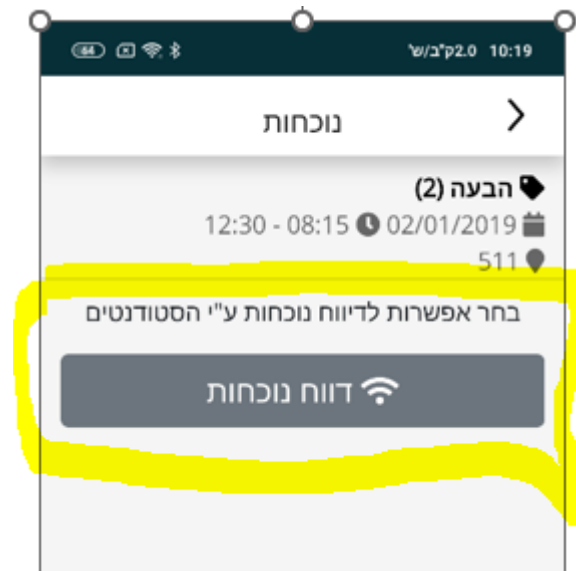 10:19 2.0ק"ב/ש' 64
נוכחות
הבעה (2)
02/01/2019 08:15 - 12:30
511
בחר אפשרות לדיווח נוכחות ע"י הסטודנטים
דווח נוכחות